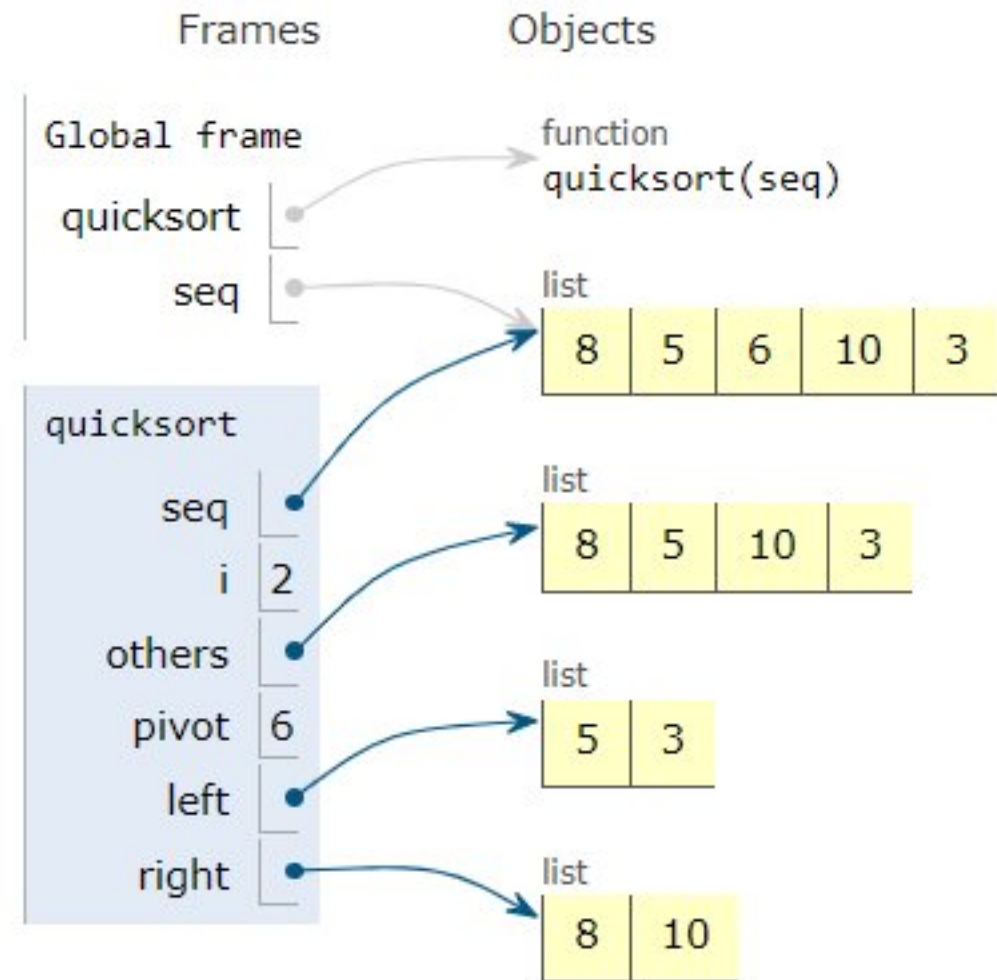 Frames Objects
Global frame
function
quicksort(seq)
quicksort
seq
list
8 5 6 10 3
quicksort
seq
list
8 5 10 3
i 2
others
list
5 3
pivot 6
left
right
list
8 10